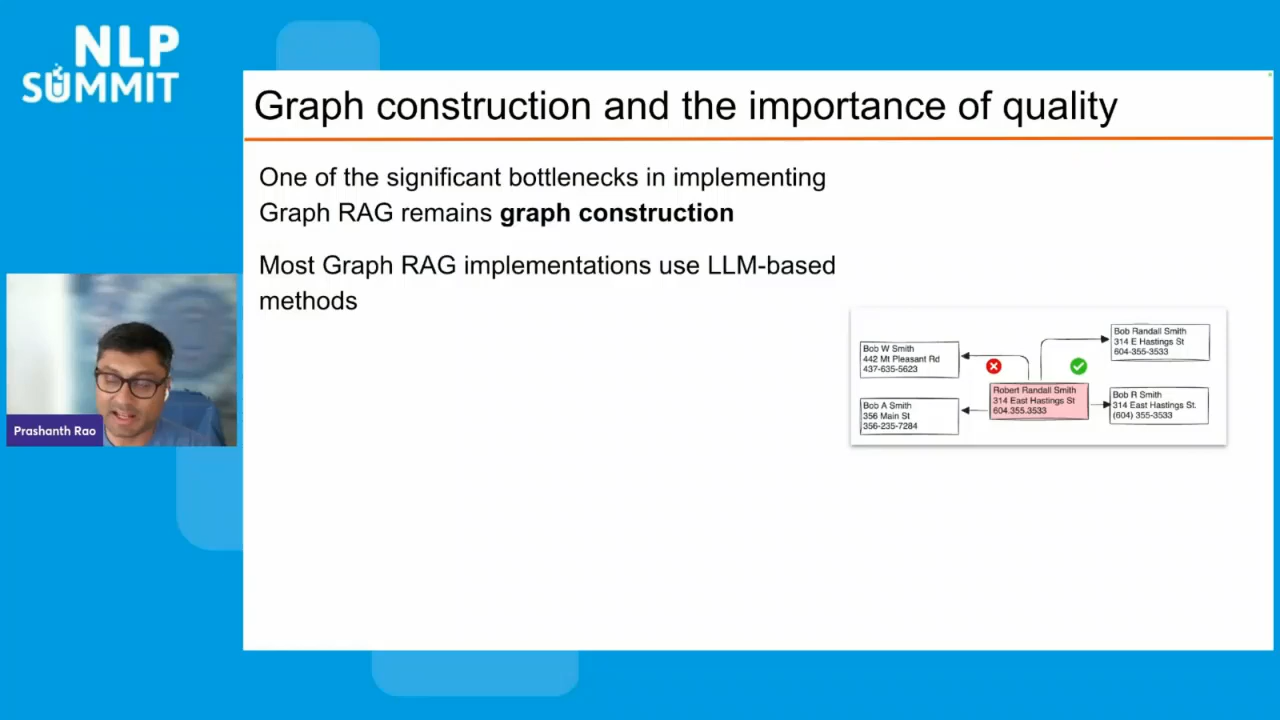 NLP
SUMMIT
Graph construction and the importance of quality
One of the significant bottlenecks in implementing
Graph RAG remains graph construction
Most Graph RAG implementations use LLM-based
methods
Prashanth Rao
Bob W Smith
442 Mt Pleasant Rd
437-635-5623
Bob A Smith
356 Main St
356-235-7284
Robert Randall Smith
314 East Hastings St
604.355.3533
Bob Randall Smith
314 E Hastings St
604-355-3533
Bob R Smith
314 East Hastings St.
(604) 355-3533